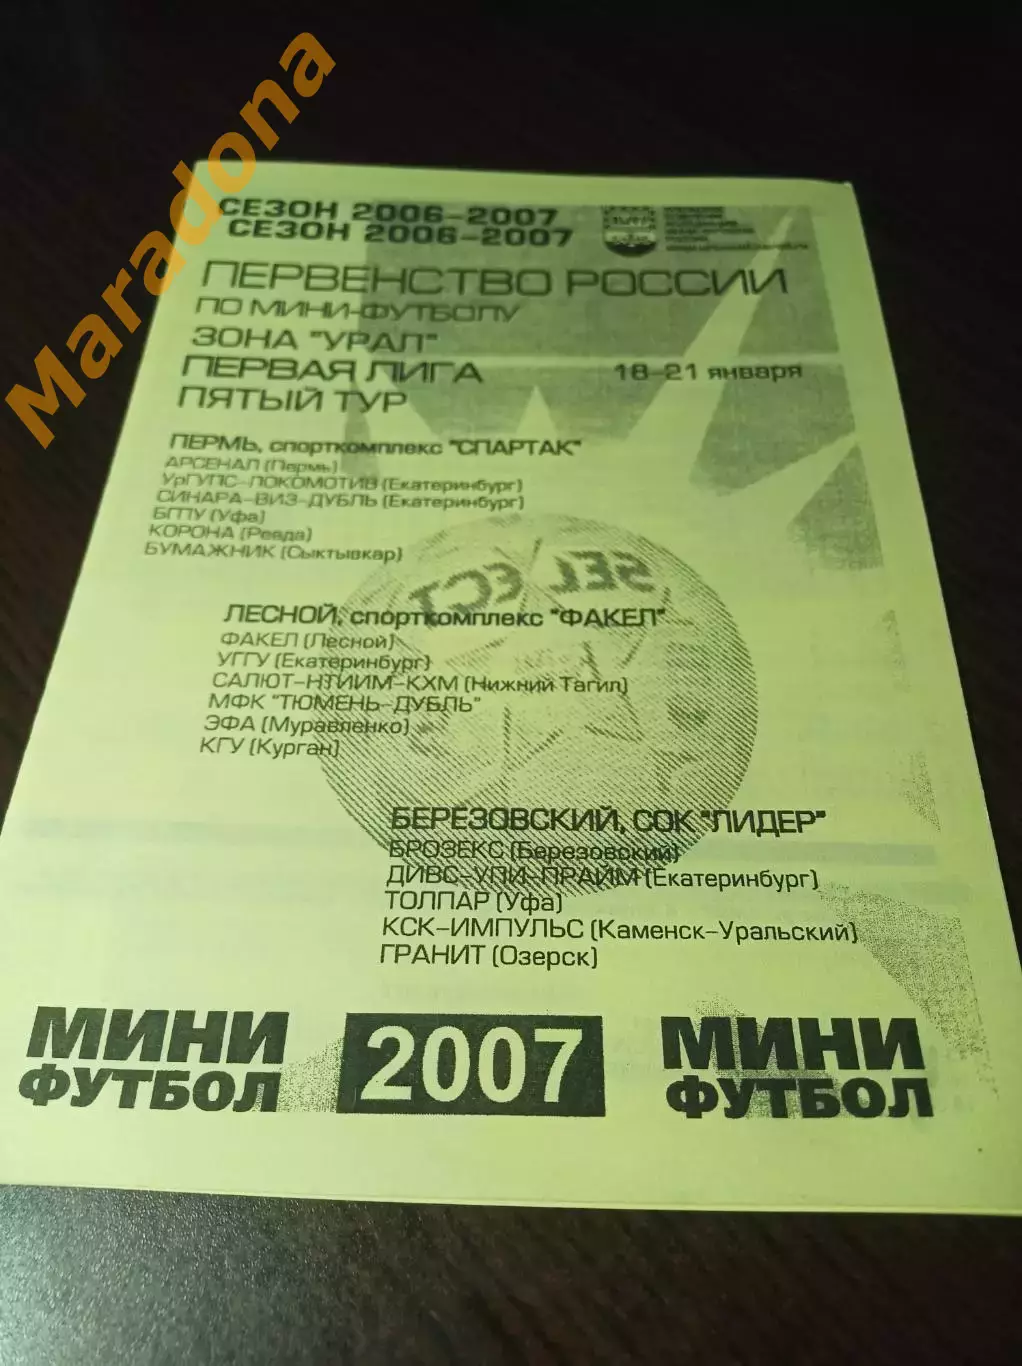 Maradona
СЕЗОН 2006-2007
СЕЗОН 2006-2007
ПЕРВЕНСТВО РОССИИ
ПО МИНИ-ФУТБОЛУ
ЗОНА "УРАЛ"
ПЕРВАЯ ЛИГА 18-21 января
ПЯТЫЙ ТУР
ПЕРМЬ, спорткомплекс "СПАРТАК"
АРСЕНАЛ (Пермь)
УрГУПС-ЛОКОМОТИВ (Екатеринбург)
СИНАРА-ВИЗ-ДУБЛЬ (Екатеринбург)
БГПУ (Уфа)
КОРОНА (Ревда)
БУМАЖНИК (Сыктывкар)
SELECT
ЛЕСНОЙ, спорткомплекс "ФАКЕЛ"
ФАКЕЛ (Лесной)
УГГУ (Екатеринбург)
САЛЮТ-НТИИМ-КХМ (Нижний Тагил)
МФК "ТЮМЕНЬ-ДУБЛЬ"
ЭФА (Муравленко)
КГУ (Курган)
БЕРЕЗОВСКИЙ, СОК "ЛИДЕР"
БРОЗЕКС (Березовский)
ДИВС-УПИ-ПРАЙМ (Екатеринбург)
ТОЛПАР (Уфа)
КСК-ИМПУЛЬС (Каменск-Уральский)
ГРАНИТ (Озерск)
МИНИ ФУТБОЛ
2007
МИНИ ФУТБОЛ